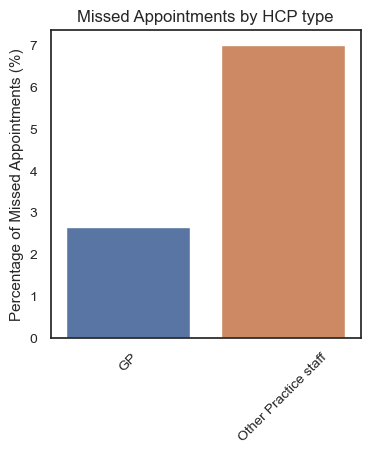 Missed Appointments by HCP type
Percentage of Missed Appointments (%)
7
6
5
4
3
2
1
0
GP
Other Practice staff